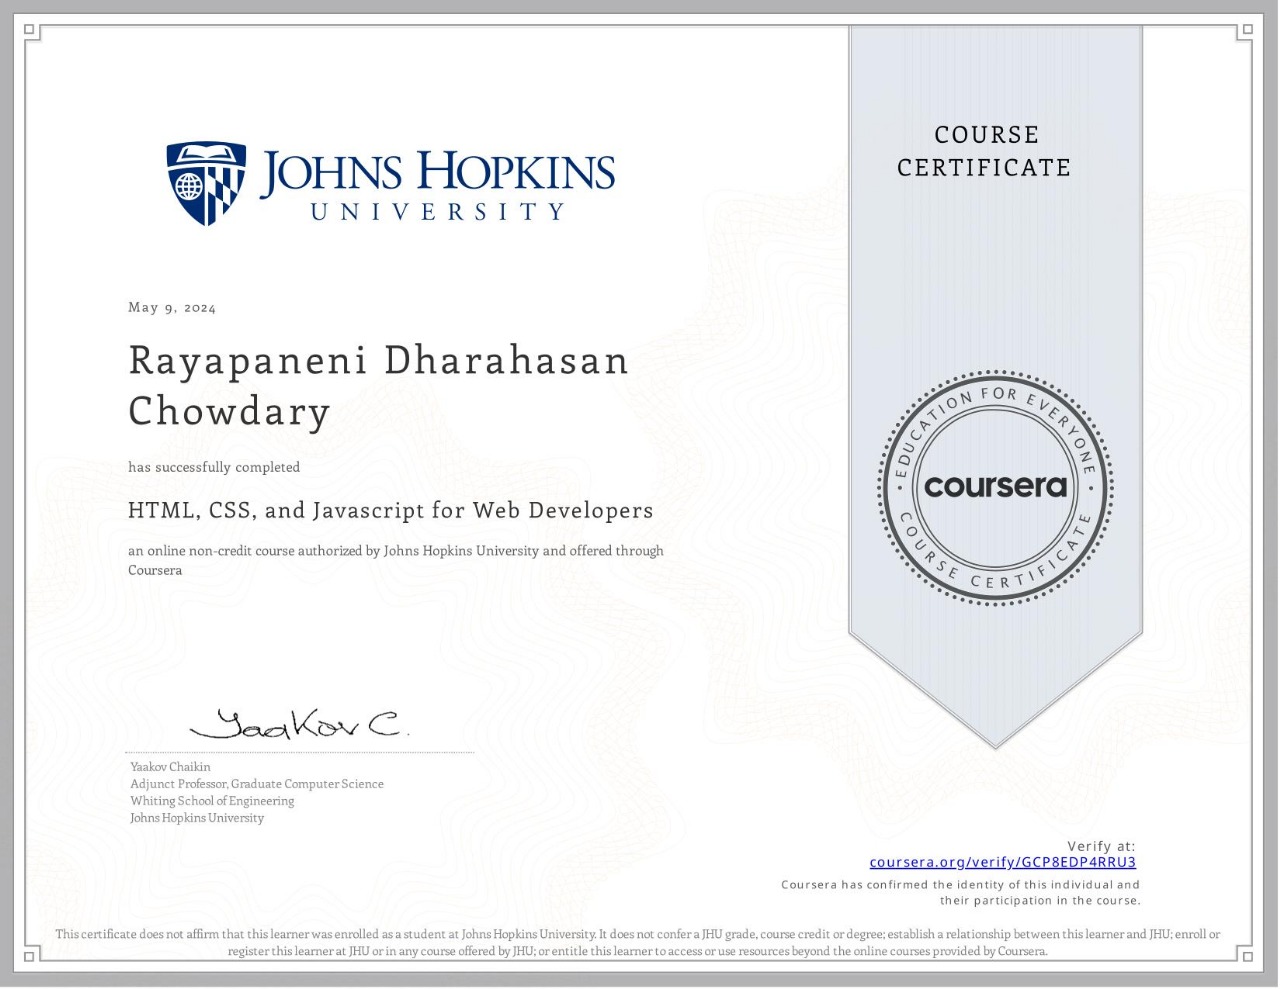 JOHNS HOPKINS
UNIVERSITY
COURSE
CERTIFICATE
May 9, 2024
Rayapaneni Dharahasan
Chowdary
has successfully completed
HTML, CSS, and Javascript for Web Developers
an online non-credit course authorized by Johns Hopkins University and offered through
Coursera
EDUCATION FOR EVERYONE
coursera
COURSE CERTIFICATE
Yaakov C.
Yaakov Chaikin
Adjunct Professor, Graduate Computer Science
Whiting School of Engineering
Johns Hopkins University
Verify at:
coursera.org/verify/GCP8EDP4RRU3
Coursera has confirmed the identity of this individual and
their participation in the course.
This certificate does not affirm that this learner was enrolled as a student at Johns Hopkins University. It does not confer a JHU grade, course credit or degree; establish a relationship between this learner and JHU; enroll or
register this learner at JHU or in any course offered by JHU; or entitle this learner to access or use resources beyond the online courses provided by Coursera.